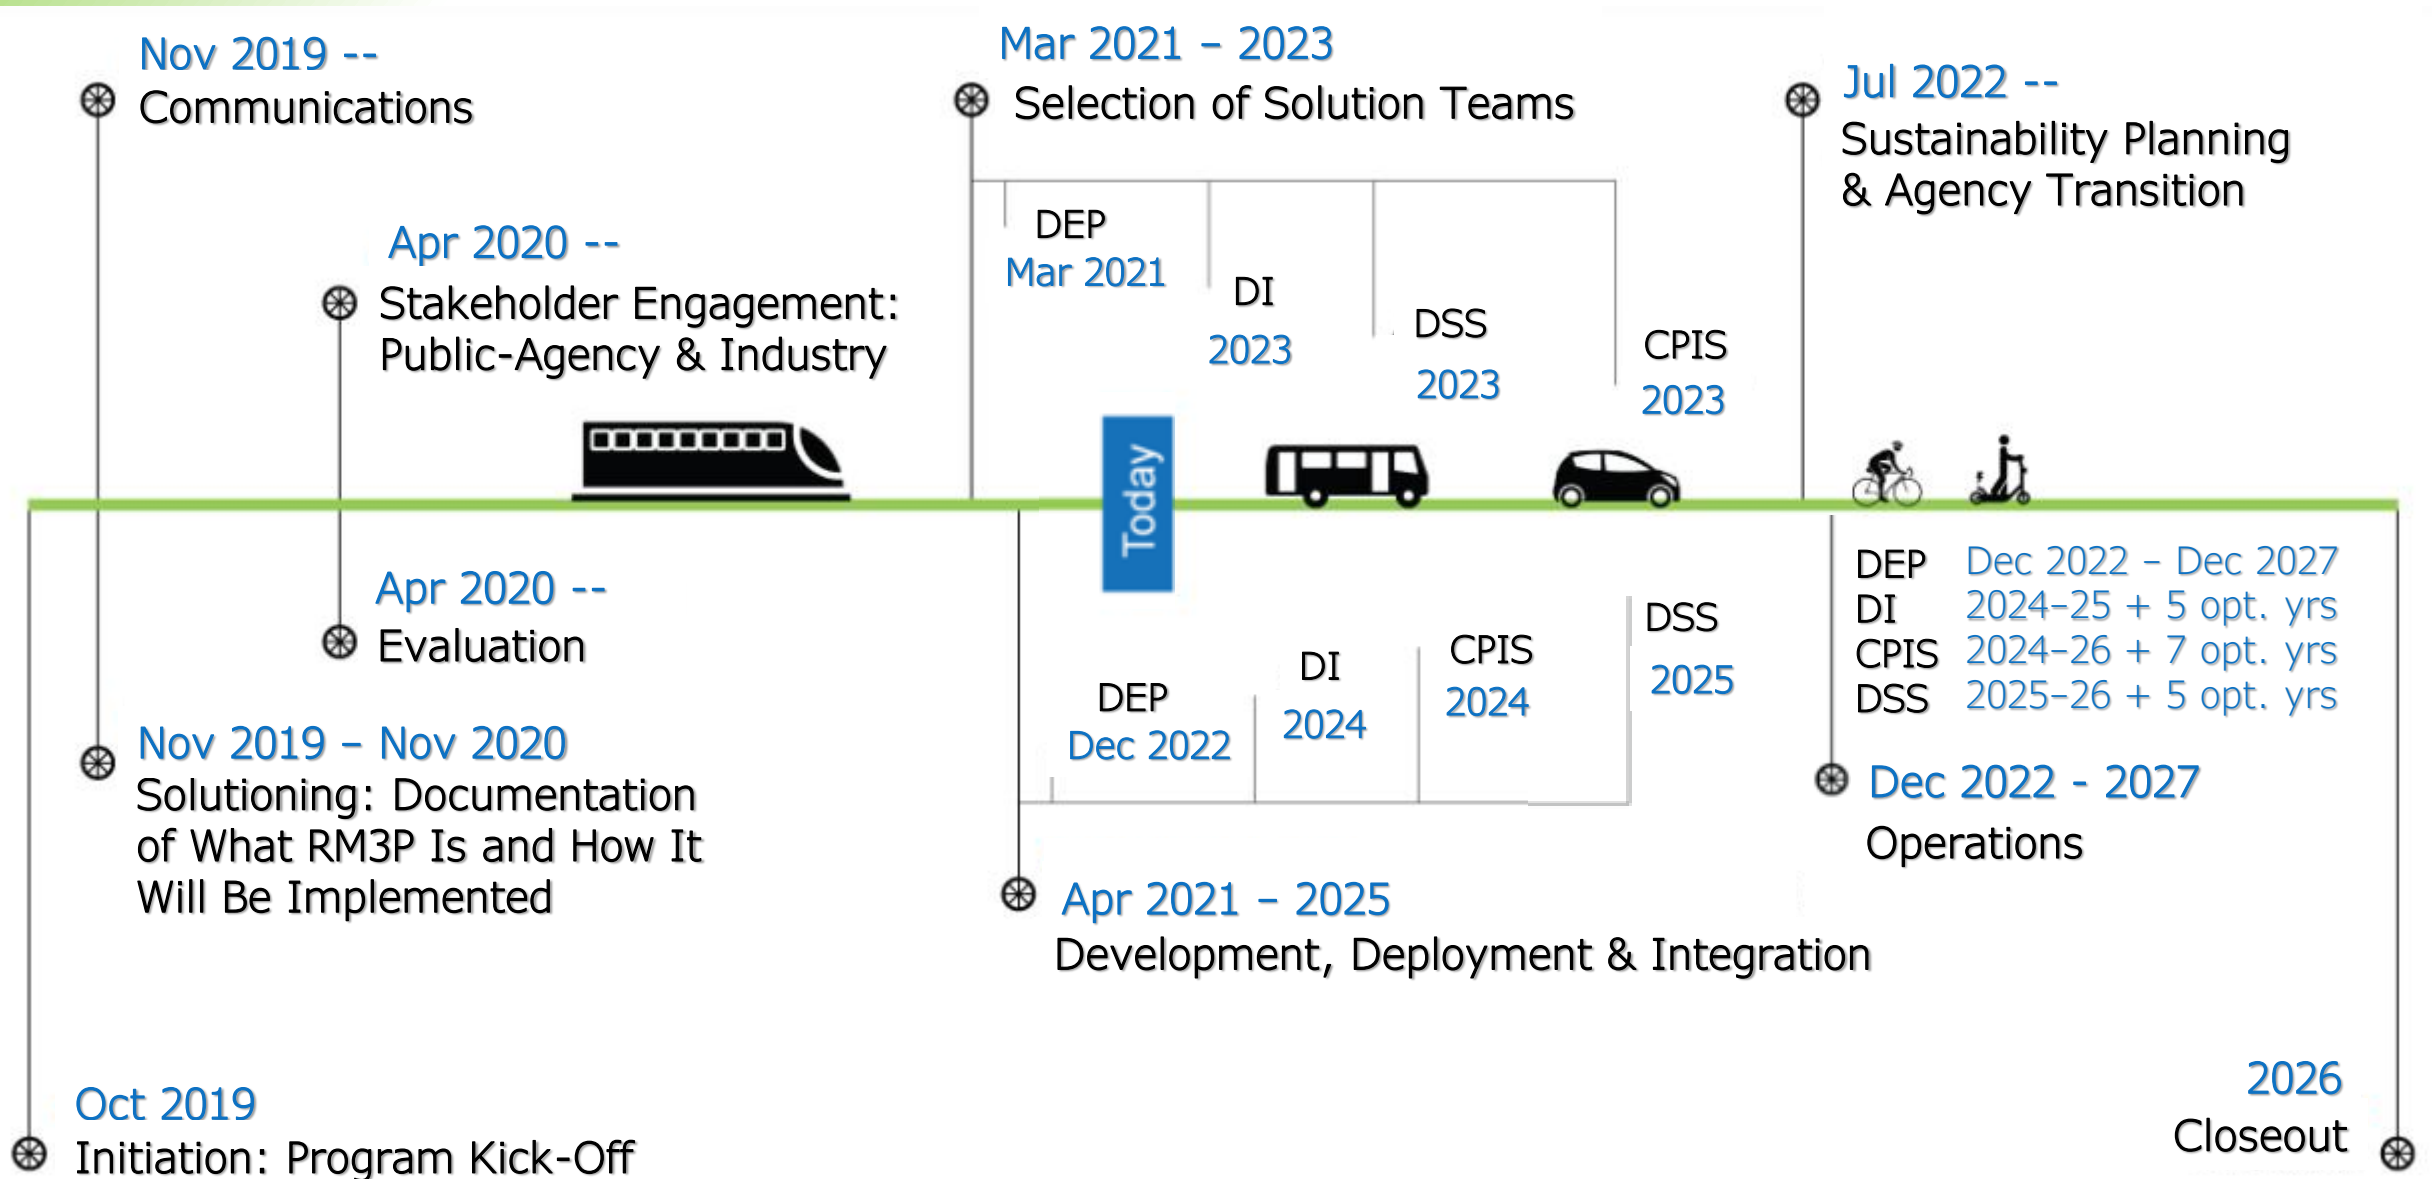 Nov 2019 --
Communications
Apr 2020 --
Stakeholder Engagement:
Public-Agency & Industry
Mar 2021 – 2023
Selection of Solution Teams
DEP
Mar 2021
DI
2023
DSS
2023
CPIS
2023
Jul 2022 --
Sustainability Planning
& Agency Transition
Today
Apr 2020 --
Evaluation
Nov 2019 – Nov 2020
Solutioning: Documentation
of What RM3P Is and How It
Will Be Implemented
Oct 2019
Initiation: Program Kick-Off
DEP
Dec 2022
DI
2024
CPIS
2024
DSS
2025
Apr 2021 – 2025
Development, Deployment & Integration
DEP Dec 2022 – Dec 2027
DI 2024–25 + 5 opt. yrs
CPIS 2024–26 + 7 opt. yrs
DSS 2025–26 + 5 opt. yrs
Dec 2022 - 2027
Operations
2026
Closeout